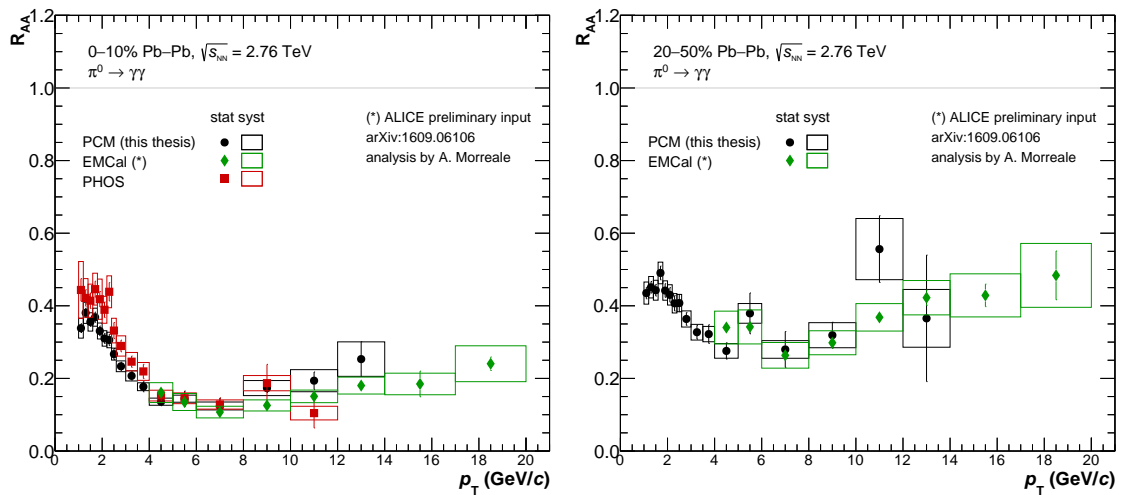 R_AA
1.2
0–10% Pb–Pb, √s_NN = 2.76 TeV
π⁰ → γγ
1.0
stat syst
(*) ALICE preliminary input
PCM (this thesis)
arXiv:1609.06106
EMCal (*)
analysis by A. Morreale
PHOS
0.8
0.6
0.4
0.2
0.0
0 2 4 6 8 10 12 14 16 18 20
p_T (GeV/c)
R_AA
1.2
20–50% Pb–Pb, √s_NN = 2.76 TeV
π⁰ → γγ
1.0
stat syst
(*) ALICE preliminary input
PCM (this thesis)
arXiv:1609.06106
EMCal (*)
analysis by A. Morreale
0.8
0.6
0.4
0.2
0.0
0 2 4 6 8 10 12 14 16 18 20
p_T (GeV/c)